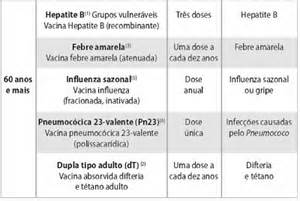 60 anos
e mais
Hepatite B(1) Grupos vulneráveis
Vacina Hepatite B (recombinante)
Três doses
Hepatite B
Febre amarela(3)
Vacina febre amarela (atenuada)
Uma dose a
cada dez anos
Febre amarela
Influenza sazonal(5)
Vacina influenza
(fracionada, inativada)
Dose
anual
Influenza sazonal
ou gripe
Pneumocócica 23-valente (Pn23)(6)
Vacina pneumocócica 23-valente
(polissacarídica)
Dose
única
Infecções causadas
pelo Pneumococo
Dupla tipo adulto (dT) (2)
Vacina absorvida difteria
e tétano adulto
Uma dose a
cada dez anos
Difteria
e tétano